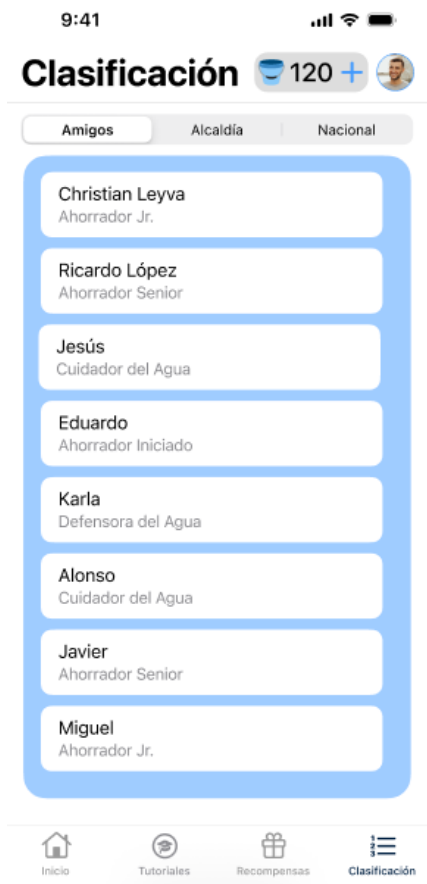 9:41
Clasificación
120 +
Amigos
Alcaldía
Nacional
Christian Leyva
Ahorrador Jr.
Ricardo López
Ahorrador Senior
Jesús
Cuidador del Agua
Eduardo
Ahorrador Iniciado
Karla
Defensora del Agua
Alonso
Cuidador del Agua
Javier
Ahorrador Senior
Miguel
Ahorrador Jr.
Inicio
Tutoriales
Recompensas
Clasificación